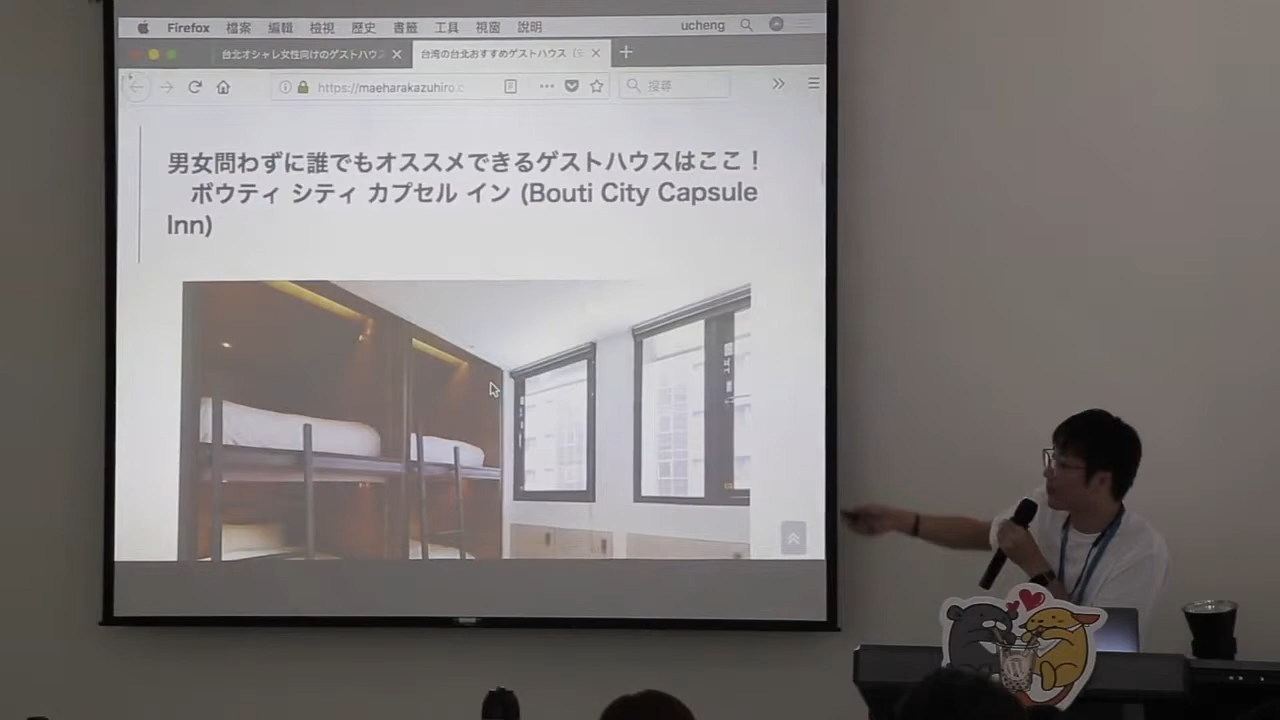 Firefox 檔案 編輯 檢視 歷史 書籤 工具 視窗 說明 ucheng
台北オシャレ女性向けのゲストハウ
台湾の台北おすすめゲストハウス
https://maeharakazuhiro.c
搜尋
男女問わずに誰でもオススメできるゲストハウスはここ！
ボウティ シティ カプセル イン (Bouti City Capsule
Inn)